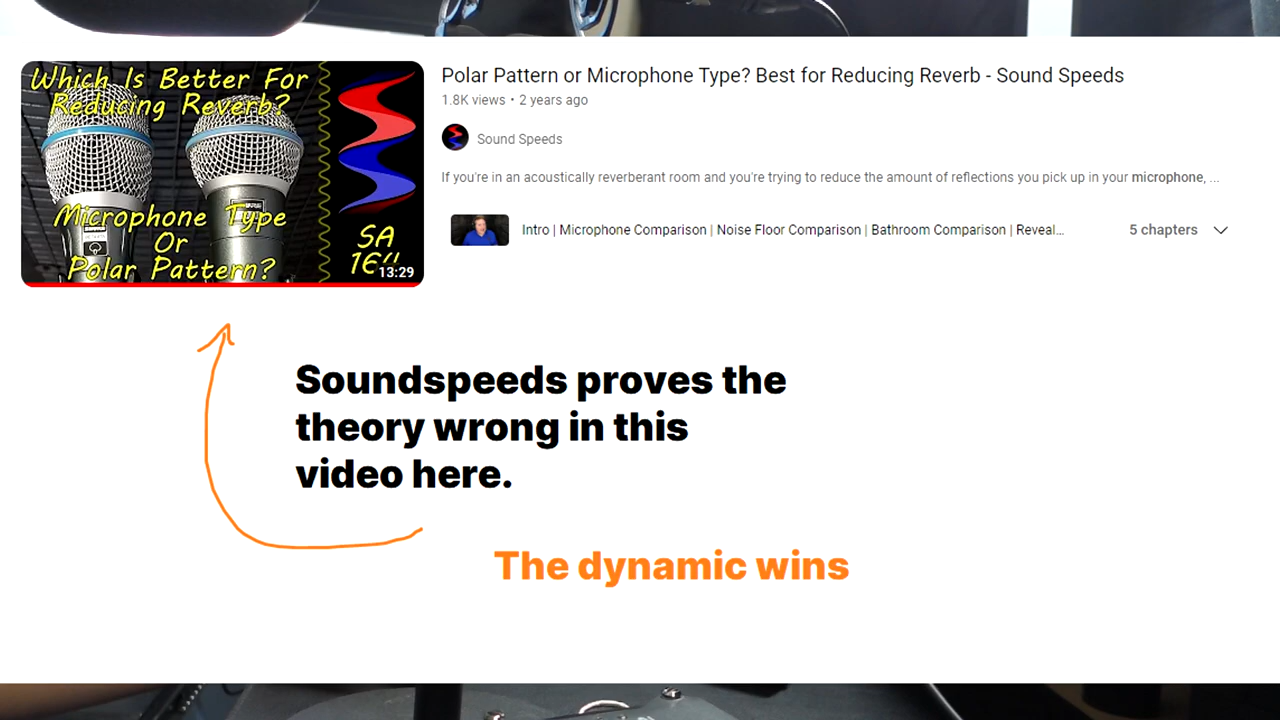 Which Is Better For
Reducing Reverb?
Microphone Type
Or
Polar Pattern?
SA
13:29
Polar Pattern or Microphone Type? Best for Reducing Reverb - Sound Speeds
1.8K views • 2 years ago
Sound Speeds
If you're in an acoustically reverberant room and you're trying to reduce the amount of reflections you pick up in your microphone, ...
Intro | Microphone Comparison | Noise Floor Comparison | Bathroom Comparison | Reveal...
5 chapters
Soundspeeds proves the
theory wrong in this
video here.
The dynamic wins